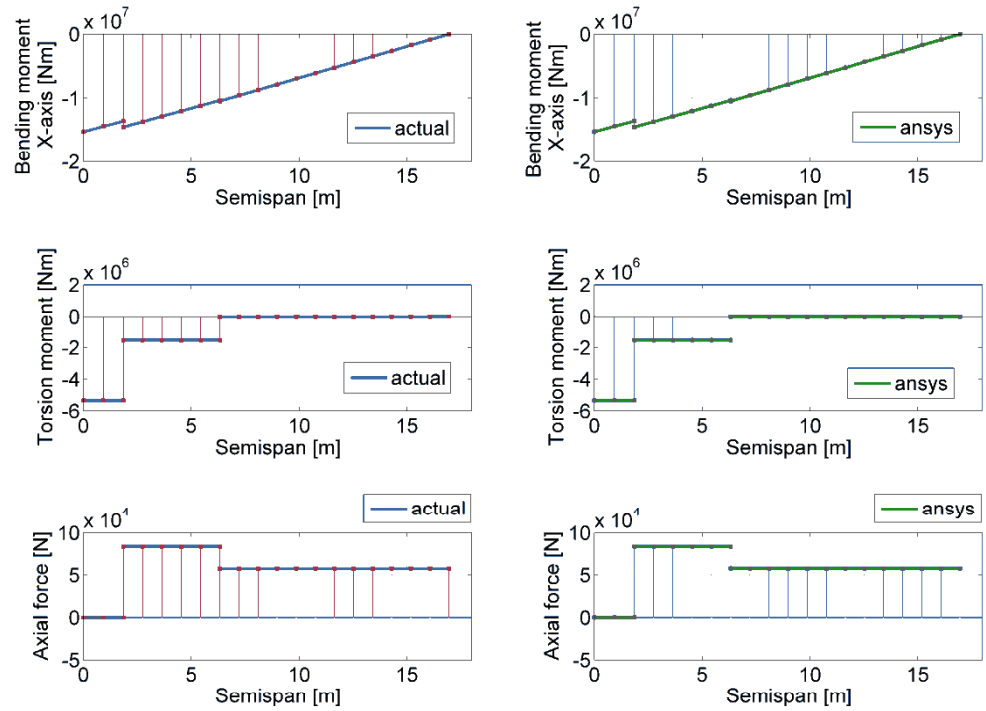 x 10^7
Bending moment
X-axis [Nm]
0
-1
-2
0 5 10 15
Semispan [m]
actual
x 10^7
Bending moment
X-axis [Nm]
0
-1
-2
0 5 10 15
Semispan [m]
ansys
x 10^6
Torsion moment [Nm]
2
0
-2
-4
-6
0 5 10 15
Semispan [m]
actual
x 10^6
Torsion moment [Nm]
2
0
-2
-4
-6
0 5 10 15
Semispan [m]
ansys
actual
x 10^4
Axial force [N]
10
5
0
-5
0 5 10 15
Semispan [m]
ansys
x 10^4
Axial force [N]
10
5
0
-5
0 5 10 15
Semispan [m]